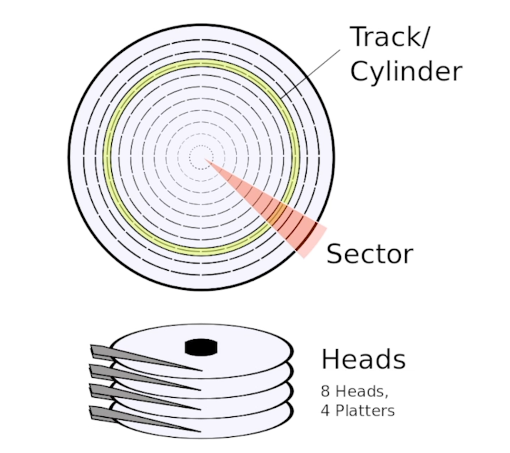 Track/
Cylinder
Sector
Heads
8 Heads,
4 Platters